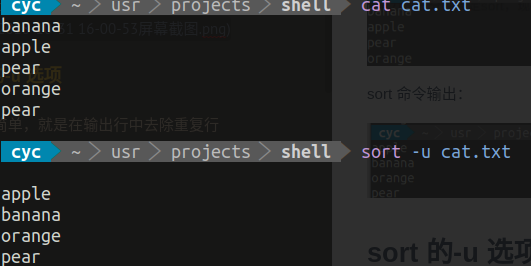 cyc ~ usr projects shell cat cat.txt
banana
apple
pear
orange
pear
cyc ~ usr projects shell sort -u cat.txt
apple
banana
orange
pear
16-00-53屏幕截图.png)
-u 选项
简单，就是在输出行中去除重复行
banana
apple
pear
orange
sort 命令输出：
cyc ~ usr
banana
orange
pear
sort 的-u 选项